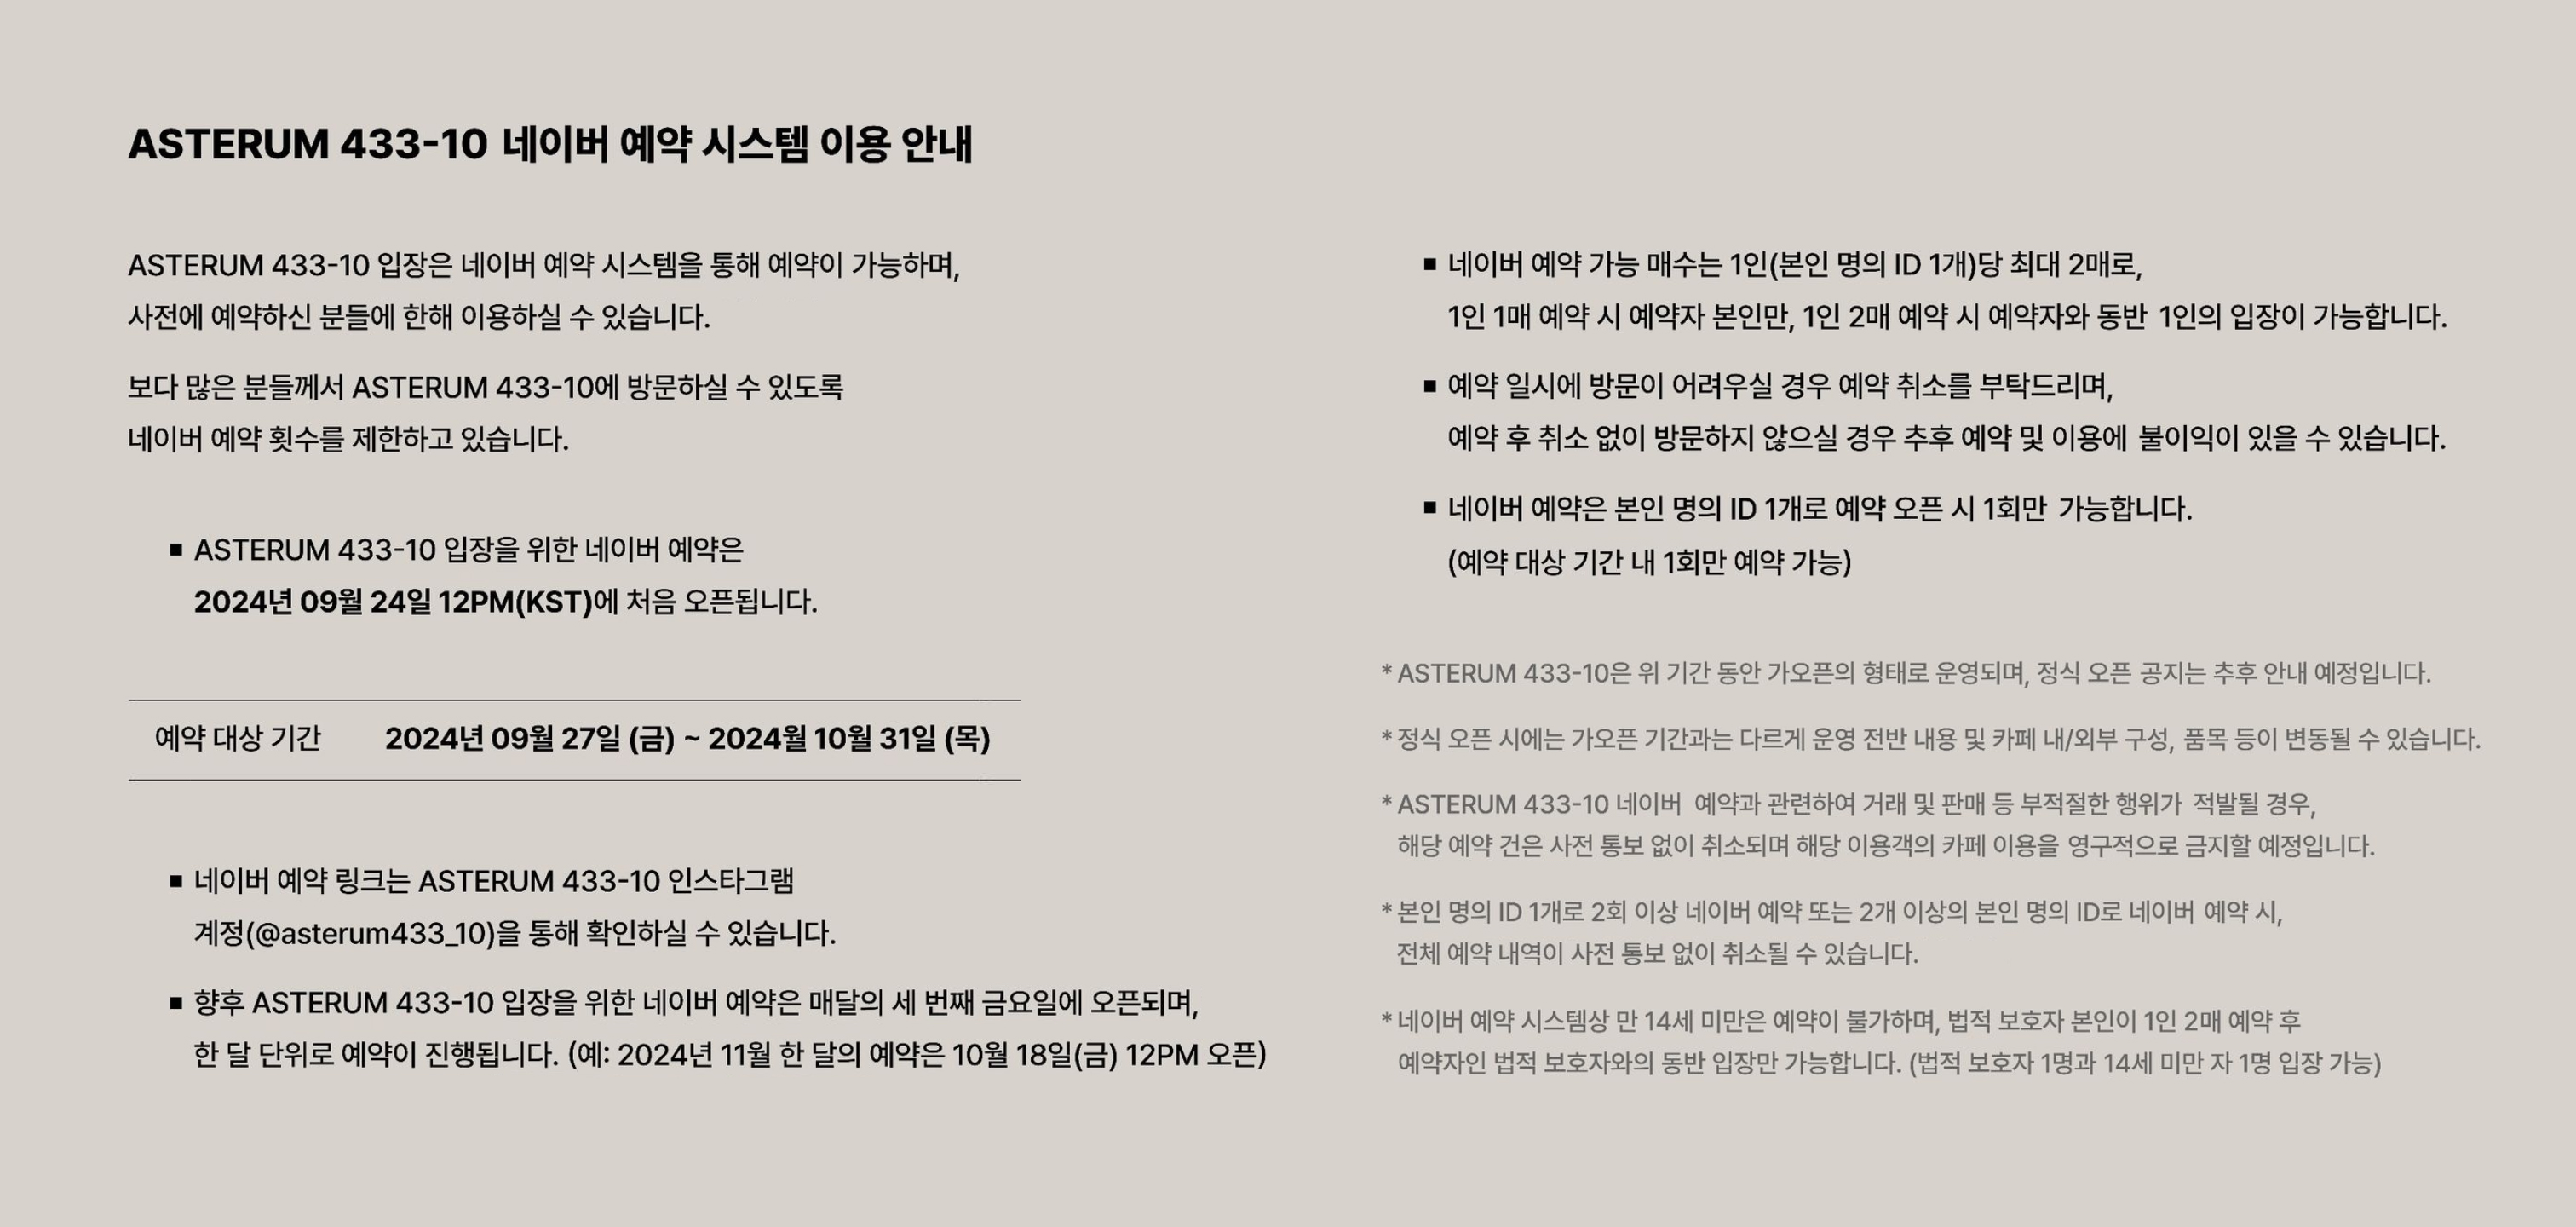 ASTERUM 433-10 네이버 예약 시스템 이용 안내
ASTERUM 433-10 입장은 네이버 예약 시스템을 통해 예약이 가능하며,
사전에 예약하신 분들에 한해 이용하실 수 있습니다.
보다 많은 분들께서 ASTERUM 433-10에 방문하실 수 있도록
네이버 예약 횟수를 제한하고 있습니다.
▪ ASTERUM 433-10 입장을 위한 네이버 예약은
2024년 09월 24일 12PM(KST)에 처음 오픈됩니다.
예약 대상 기간 2024년 09월 27일 (금) ~ 2024월 10월 31일 (목)
▪ 네이버 예약 링크는 ASTERUM 433-10 인스타그램
계정(@asterum433_10)을 통해 확인하실 수 있습니다.
▪ 향후 ASTERUM 433-10 입장을 위한 네이버 예약은 매달의 세 번째 금요일에 오픈되며,
한 달 단위로 예약이 진행됩니다. (예: 2024년 11월 한 달의 예약은 10월 18일(금) 12PM 오픈)
▪ 네이버 예약 가능 매수는 1인(본인 명의 ID 1개)당 최대 2매로,
1인 1매 예약 시 예약자 본인만, 1인 2매 예약 시 예약자와 동반 1인의 입장이 가능합니다.
▪ 예약 일시에 방문이 어려우실 경우 예약 취소를 부탁드리며,
예약 후 취소 없이 방문하지 않으실 경우 추후 예약 및 이용에 불이익이 있을 수 있습니다.
▪ 네이버 예약은 본인 명의 ID 1개로 예약 오픈 시 1회만 가능합니다.
(예약 대상 기간 내 1회만 예약 가능)
* ASTERUM 433-10은 위 기간 동안 가오픈의 형태로 운영되며, 정식 오픈 공지는 추후 안내 예정입니다.
* 정식 오픈 시에는 가오픈 기간과는 다르게 운영 전반 내용 및 카페 내/외부 구성, 품목 등이 변동될 수 있습니다.
* ASTERUM 433-10 네이버 예약과 관련하여 거래 및 판매 등 부적절한 행위가 적발될 경우,
해당 예약 건은 사전 통보 없이 취소되며 해당 이용객의 카페 이용을 영구적으로 금지할 예정입니다.
* 본인 명의 ID 1개로 2회 이상 네이버 예약 또는 2개 이상의 본인 명의 ID로 네이버 예약 시,
전체 예약 내역이 사전 통보 없이 취소될 수 있습니다.
* 네이버 예약 시스템상 만 14세 미만은 예약이 불가하며, 법적 보호자 본인이 1인 2매 예약 후
예약자인 법적 보호자와의 동반 입장만 가능합니다. (법적 보호자 1명과 14세 미만 자 1명 입장 가능)